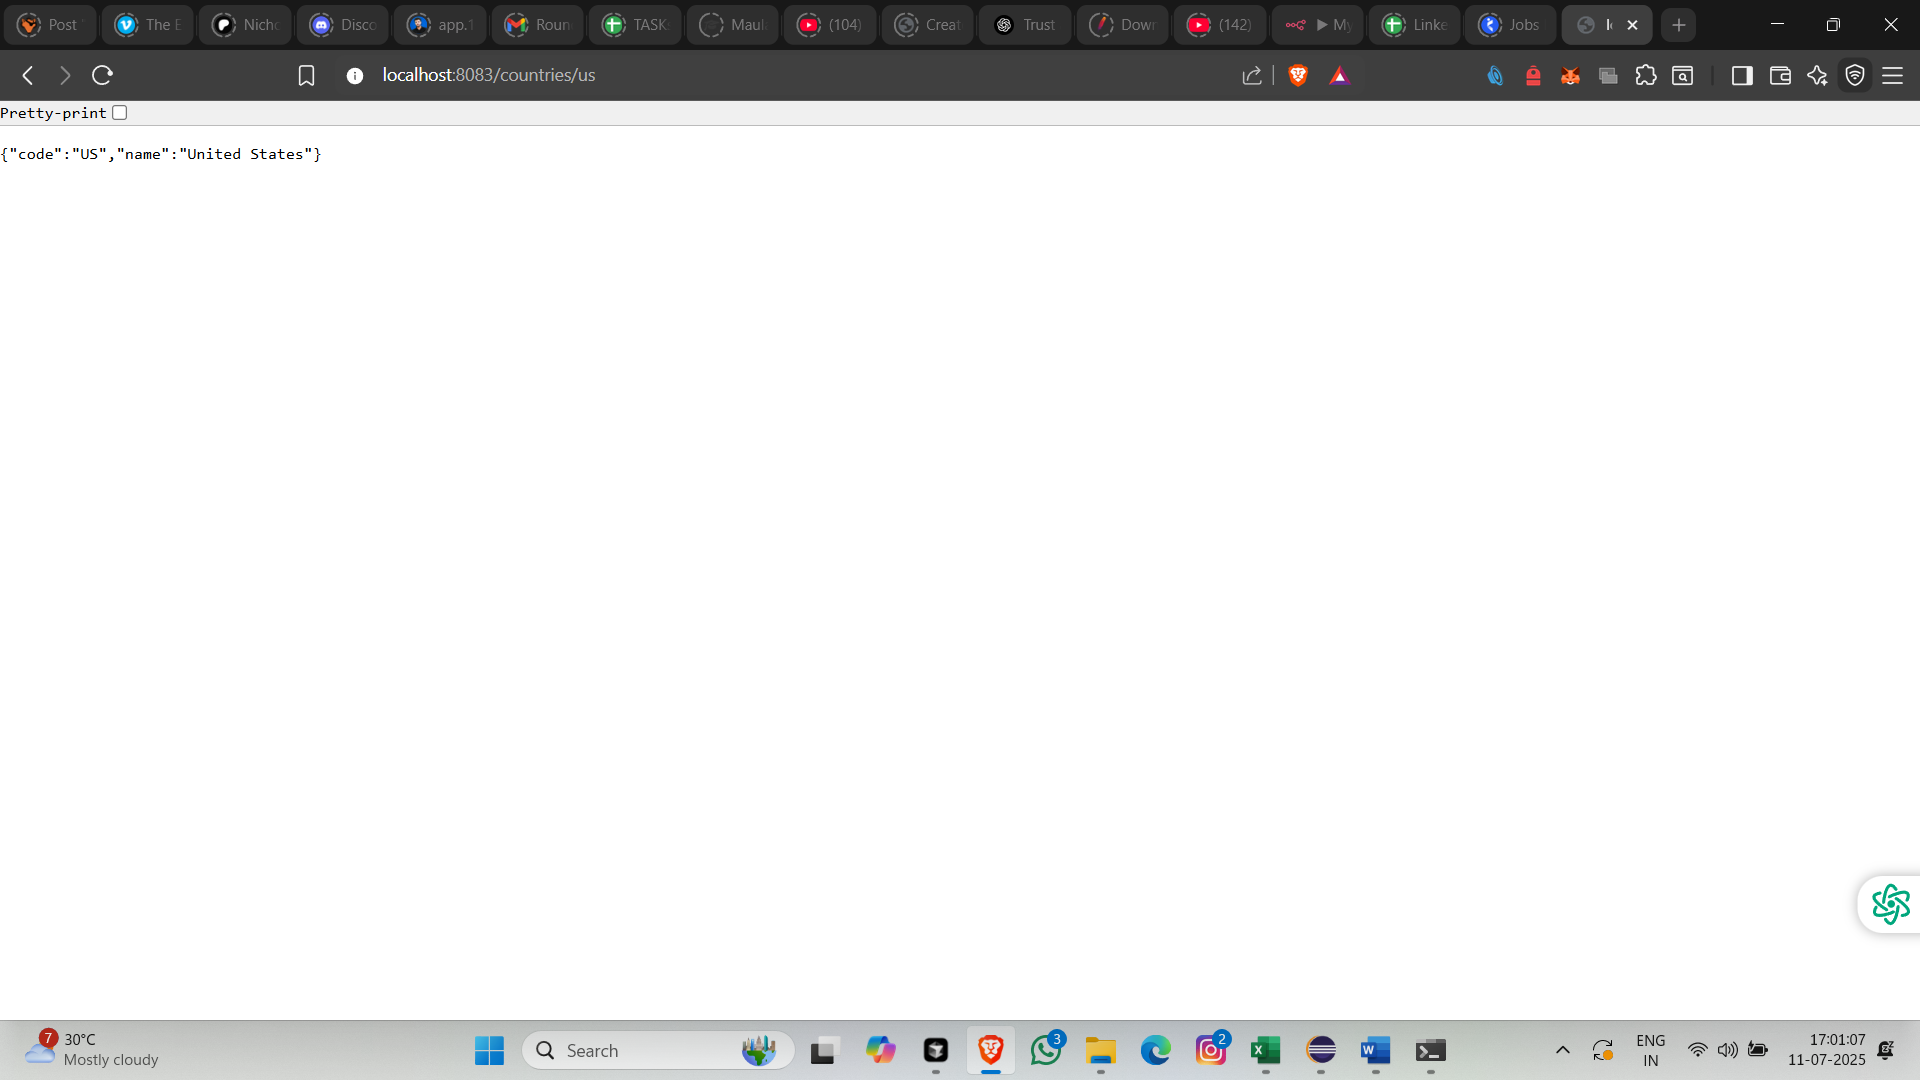 Post
The E
Nich
Disco
app.1
Roun
TASK
Maul
(104)
Creat
Trust
Dowr
(142)
My
Linke
Jobs
localhost:8083/countries/us
Pretty-print
{"code":"US","name":"United States"}
7
30°C
Mostly cloudy
Search
3
2
ENG
IN
17:01:07
11-07-2025